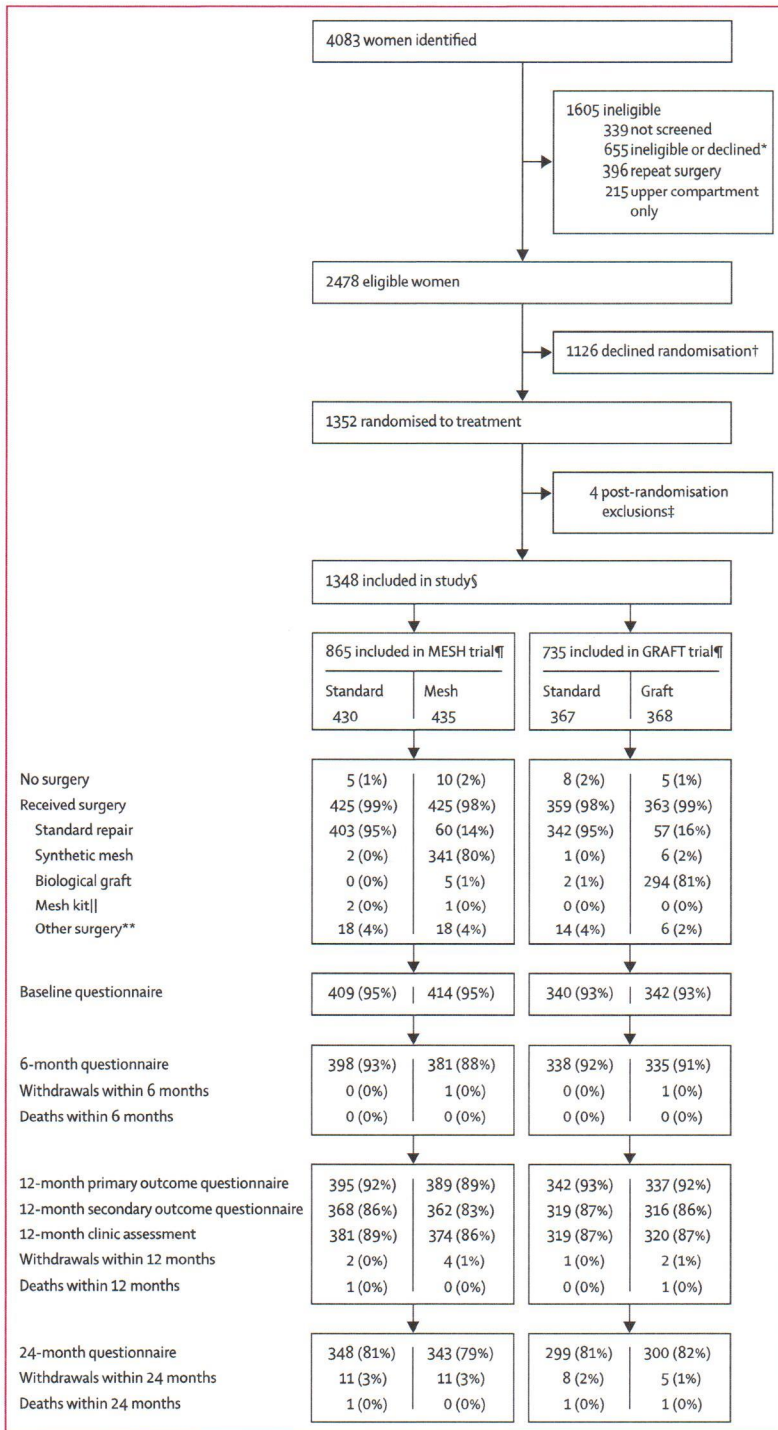 4083 women identified
1605 ineligible
339 not screened
655 ineligible or declined*
396 repeat surgery
215 upper compartment
only
2478 eligible women
1126 declined randomisation†
1352 randomised to treatment
4 post-randomisation
exclusions‡
1348 included in study§
865 included in MESH trial¶ 735 included in GRAFT trial¶
Standard Mesh Standard Graft
430 435 367 368
No surgery 5 (1%) 10 (2%) 8 (2%) 5 (1%)
Received surgery 425 (99%) 425 (98%) 359 (98%) 363 (99%)
Standard repair 403 (95%) 60 (14%) 342 (95%) 57 (16%)
Synthetic mesh 2 (0%) 341 (80%) 1 (0%) 6 (2%)
Biological graft 0 (0%) 5 (1%) 2 (1%) 294 (81%)
Mesh kit|| 2 (0%) 1 (0%) 0 (0%) 0 (0%)
Other surgery** 18 (4%) 18 (4%) 14 (4%) 6 (2%)
Baseline questionnaire 409 (95%) 414 (95%) 340 (93%) 342 (93%)
6-month questionnaire 398 (93%) 381 (88%) 338 (92%) 335 (91%)
Withdrawals within 6 months 0 (0%) 1 (0%) 0 (0%) 1 (0%)
Deaths within 6 months 0 (0%) 0 (0%) 0 (0%) 0 (0%)
12-month primary outcome questionnaire 395 (92%) 389 (89%) 342 (93%) 337 (92%)
12-month secondary outcome questionnaire 368 (86%) 362 (83%) 319 (87%) 316 (86%)
12-month clinic assessment 381 (89%) 374 (86%) 319 (87%) 320 (87%)
Withdrawals within 12 months 2 (0%) 4 (1%) 1 (0%) 2 (1%)
Deaths within 12 months 1 (0%) 0 (0%) 0 (0%) 1 (0%)
24-month questionnaire 348 (81%) 343 (79%) 299 (81%) 300 (82%)
Withdrawals within 24 months 11 (3%) 11 (3%) 8 (2%) 5 (1%)
Deaths within 24 months 1 (0%) 0 (0%) 1 (0%) 1 (0%)